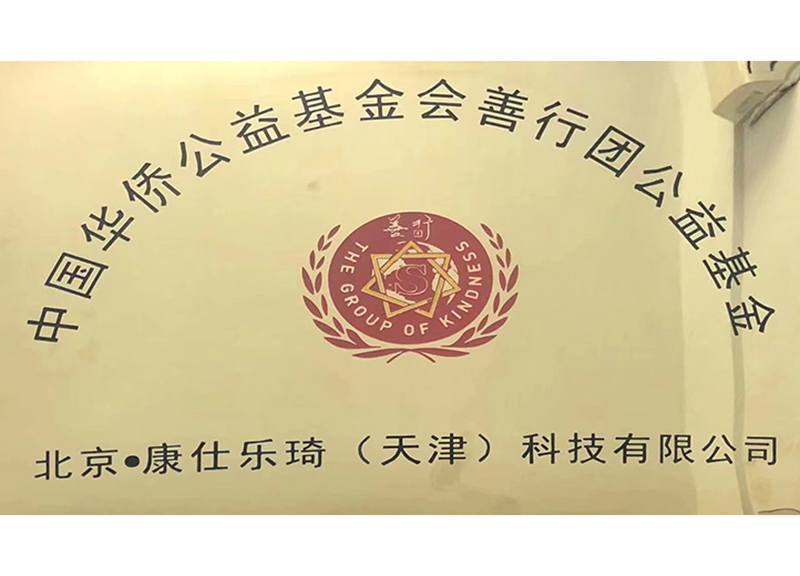 中国华侨公益基金会善行团公益基金
善行
THE GROUP OF KINDNESS
S
北京•康仕乐琦（天津）科技有限公司